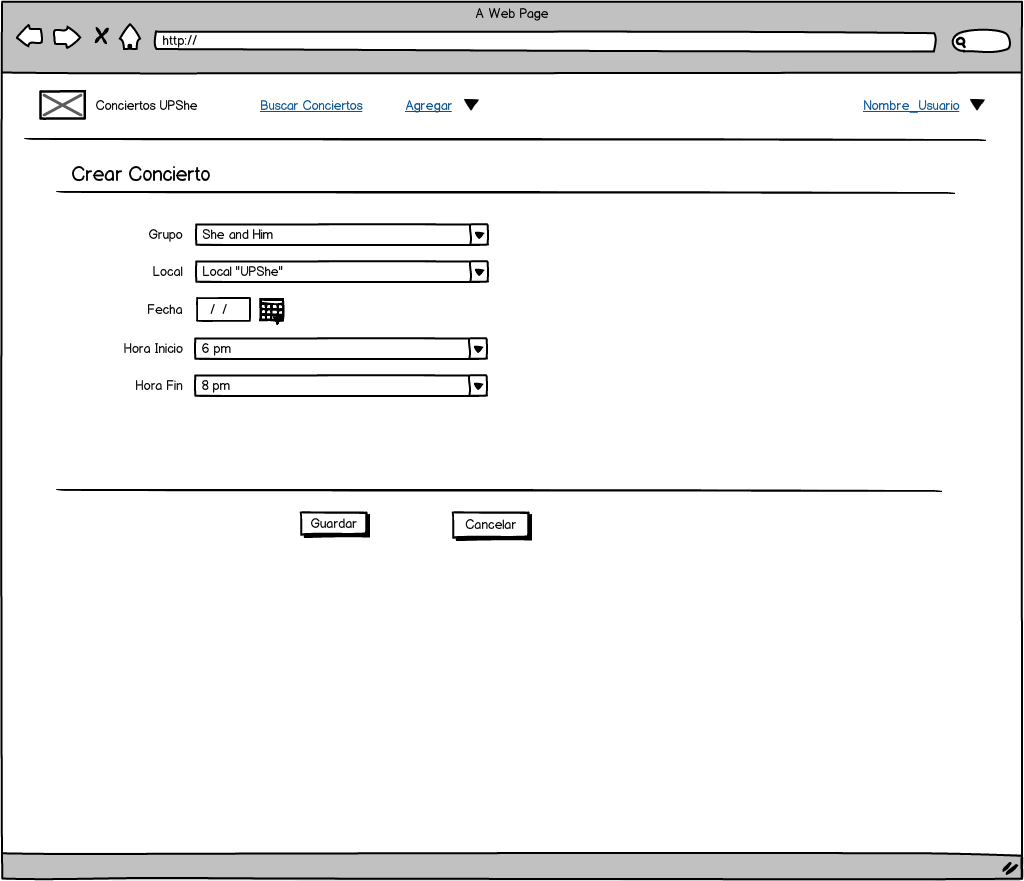 A Web Page
http://
Conciertos UPShe Buscar Conciertos Agregar Nombre_Usuario
Crear Concierto
Grupo She and Him
Local Local "UPShe"
Fecha / /
Hora Inicio 6 pm
Hora Fin 8 pm
Guardar Cancelar